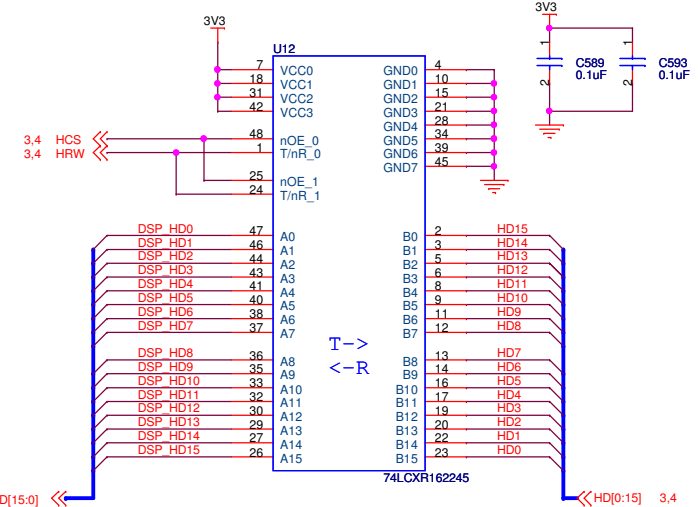 3V3
3V3
U12
7 VCC0 GND0 4
18 VCC1 GND1 10
31 VCC2 GND2 15
42 VCC3 GND3 21
GND4 28
GND5 34
GND6 39
GND7 45
1 2 C589 0.1uF
1 2 C593 0.1uF
3,4 HCS 48 nOE_0
3,4 HRW 1 T/nR_0
25 nOE_1
24 T/nR_1
DSP_HD0 47 A0 B0 2 HD15
DSP_HD1 46 A1 B1 3 HD14
DSP_HD2 44 A2 B2 5 HD13
DSP_HD3 43 A3 B3 6 HD12
DSP_HD4 41 A4 B4 8 HD11
DSP_HD5 40 A5 B5 9 HD10
DSP_HD6 38 A6 B6 11 HD9
DSP_HD7 37 A7 B7 12 HD8
T->
<-R
DSP_HD8 36 A8 B8 13 HD7
DSP_HD9 35 A9 B9 14 HD6
DSP_HD10 33 A10 B10 16 HD5
DSP_HD11 32 A11 B11 17 HD4
DSP_HD12 30 A12 B12 19 HD3
DSP_HD13 29 A13 B13 20 HD2
DSP_HD14 27 A14 B14 22 HD1
DSP_HD15 26 A15 B15 23 HD0
74LCXR162245
D[15:0]
HD[0:15] 3,4